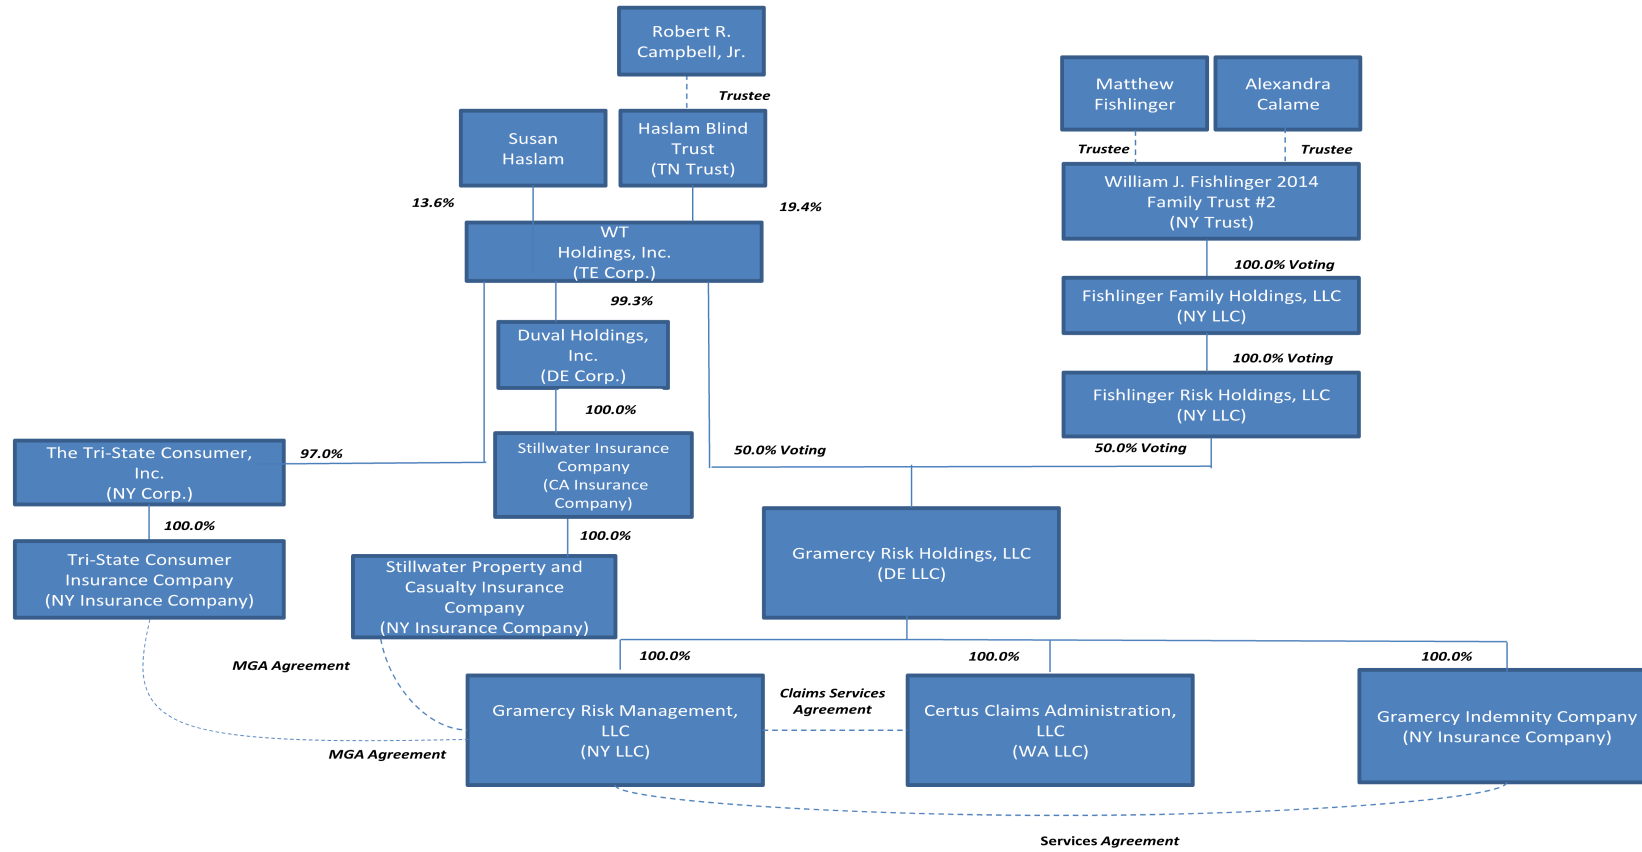 Robert R.
Campbell, Jr.
Trustee
Matthew
Fishlinger
Alexandra
Calame
Susan
Haslam
Haslam Blind
Trust
(TN Trust)
Trustee
Trustee
William J. Fishlinger 2014
Family Trust #2
(NY Trust)
13.6%
19.4%
WT
Holdings, Inc.
(TE Corp.)
100.0% Voting
Fishlinger Family Holdings, LLC
(NY LLC)
99.3%
Duval Holdings,
Inc.
(DE Corp.)
100.0% Voting
Fishlinger Risk Holdings, LLC
(NY LLC)
100.0%
The Tri-State Consumer,
Inc.
(NY Corp.)
97.0%
Stillwater Insurance
Company
(CA Insurance
Company)
50.0% Voting
50.0% Voting
100.0%
100.0%
Tri-State Consumer
Insurance Company
(NY Insurance Company)
Stillwater Property and
Casualty Insurance
Company
(NY Insurance Company)
Gramercy Risk Holdings, LLC
(DE LLC)
MGA Agreement
100.0%
100.0%
100.0%
Gramercy Risk Management,
LLC
(NY LLC)
Claims Services
Agreement
Certus Claims Administration,
LLC
(WA LLC)
Gramercy Indemnity Company
(NY Insurance Company)
MGA Agreement
Services Agreement